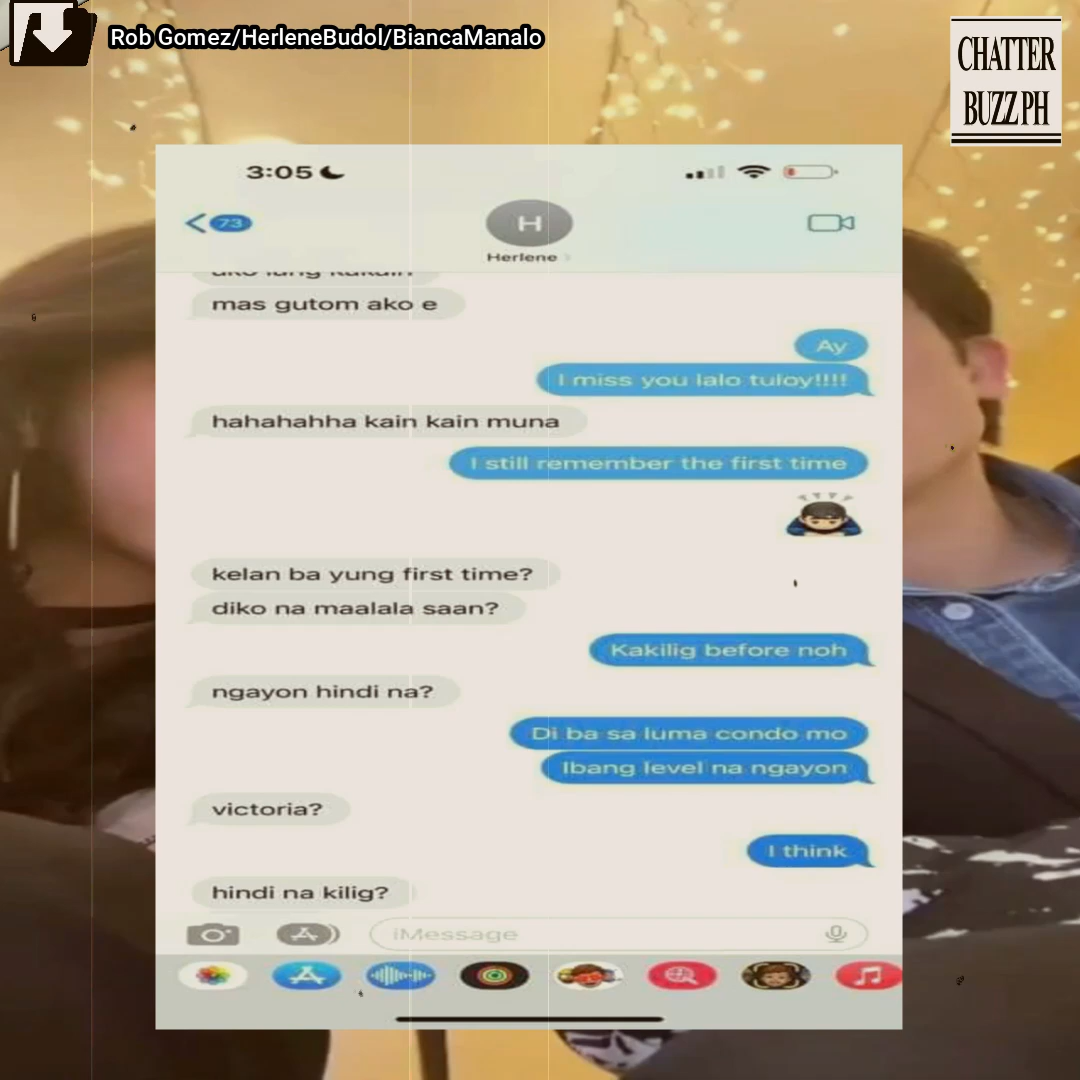 Rob Gomez/HerleneBudol/BiancaManalo
CHATTER
BUZZ PH
3:05
73
H
Herlene
ako lang kakain
mas gutom ako e
Ay
I miss you lalo tuloy!!!!
hahahahha kain kain muna
I still remember the first time
kelan ba yung first time?
diko na maalala saan?
Kakilig before noh
ngayon hindi na?
Di ba sa luma condo mo
Ibang level na ngayon
victoria?
I think
hindi na kilig?
iMessage